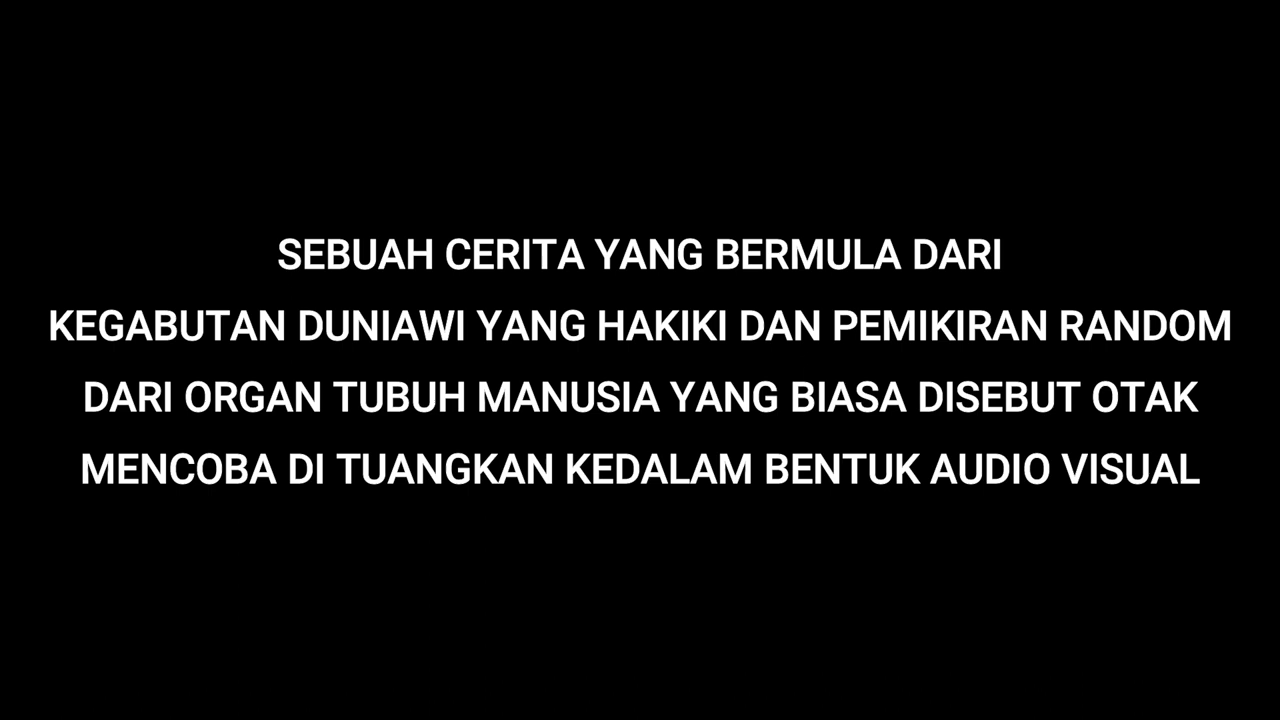 SEBUAH CERITA YANG BERMULA DARI
KEGABUTAN DUNIAWI YANG HAKIKI DAN PEMIKIRAN RANDOM
DARI ORGAN TUBUH MANUSIA YANG BIASA DISEBUT OTAK
MENCOBA DI TUANGKAN KEDALAM BENTUK AUDIO VISUAL